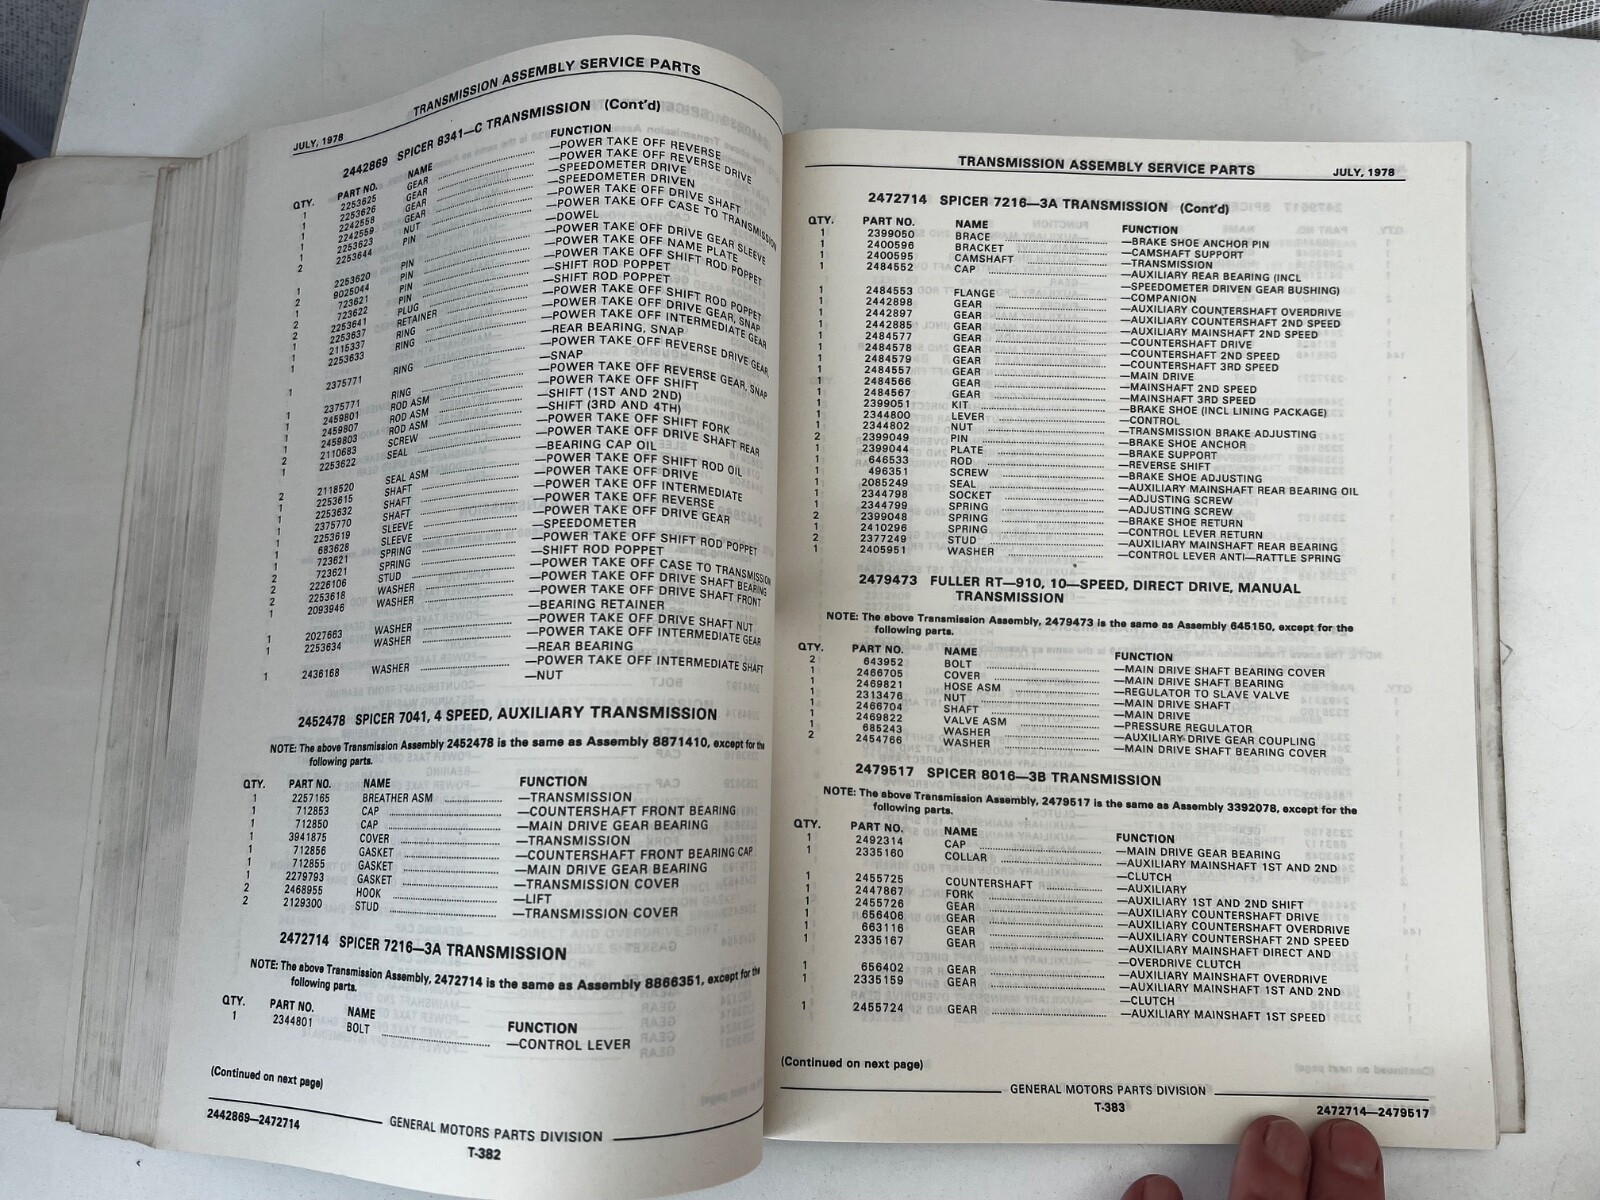 TRANSMISSION ASSEMBLY SERVICE PARTS
JULY, 1978
2442869 SPICER 8341—C TRANSMISSION (Cont'd)
QTY. PART NO. NAME FUNCTION
1 2253625 GEAR —POWER TAKE OFF REVERSE
1 2253626 GEAR —POWER TAKE OFF REVERSE DRIVE
1 2242558 GEAR —SPEEDOMETER DRIVE
1 2242559 GEAR —SPEEDOMETER DRIVEN
1 2253623 NUT —POWER TAKE OFF DRIVE SHAFT
2 2253644 PIN —POWER TAKE OFF CASE TO TRANSMISSION
—DOWEL
1 2253620 PIN —POWER TAKE OFF DRIVE GEAR SLEEVE
1 9025044 PIN —POWER TAKE OFF NAME PLATE
2 723621 PIN —POWER TAKE OFF SHIFT ROD POPPET
1 723622 PIN —SHIFT ROD POPPET
2 2253641 PLUG —SHIFT ROD POPPET
2 2253637 RETAINER —POWER TAKE OFF SHIFT ROD POPPET
1 2115337 RING —POWER TAKE OFF DRIVE GEAR, SNAP
1 2253633 RING —POWER TAKE OFF INTERMEDIATE GEAR
—REAR BEARING, SNAP
1 2375771 RING —POWER TAKE OFF REVERSE DRIVE GEAR,
—SNAP
2375771 RING —POWER TAKE OFF REVERSE GEAR, SNAP
1 2459801 ROD ASM —POWER TAKE OFF SHIFT
1 2459807 ROD ASM —SHIFT (1ST AND 2ND)
1 2459803 ROD ASM —SHIFT (3RD AND 4TH)
2 2110683 SCREW —POWER TAKE OFF SHIFT FORK
1 2253622 SEAL —POWER TAKE OFF DRIVE SHAFT REAR
—BEARING CAP OIL
2 2118520 SEAL ASM —POWER TAKE OFF SHIFT ROD OIL
1 2253615 SHAFT —POWER TAKE OFF DRIVE
1 2253632 SHAFT —POWER TAKE OFF INTERMEDIATE
1 2375770 SHAFT —POWER TAKE OFF REVERSE
1 2253619 SLEEVE —POWER TAKE OFF DRIVE GEAR
1 683628 SLEEVE —SPEEDOMETER
1 723621 SPRING —POWER TAKE OFF SHIFT ROD POPPET
2 723621 SPRING —SHIFT ROD POPPET
2 2226106 STUD —POWER TAKE OFF CASE TO TRANSMISSION
2 2253618 WASHER —POWER TAKE OFF DRIVE SHAFT BEARING
1 2093946 WASHER —POWER TAKE OFF DRIVE SHAFT FRONT
—BEARING RETAINER
1 2027663 WASHER —POWER TAKE OFF DRIVE SHAFT NUT
1 2253634 WASHER —POWER TAKE OFF INTERMEDIATE GEAR
—REAR BEARING
1 2436168 WASHER —POWER TAKE OFF INTERMEDIATE SHAFT
—NUT
2452478 SPICER 7041, 4 SPEED, AUXILIARY TRANSMISSION
NOTE: The above Transmission Assembly 2452478 is the same as Assembly 8871410, except for the
following parts.
QTY. PART NO. NAME FUNCTION
1 2257165 BREATHER ASM —TRANSMISSION
1 712853 CAP —COUNTERSHAFT FRONT BEARING
1 712850 CAP —MAIN DRIVE GEAR BEARING
1 3941875 COVER —TRANSMISSION
1 712856 GASKET —COUNTERSHAFT FRONT BEARING CAP
1 712855 GASKET —MAIN DRIVE GEAR BEARING
1 2279793 GASKET —TRANSMISSION COVER
2 2468955 HOOK —LIFT
2 2129300 STUD —TRANSMISSION COVER
2472714 SPICER 7216—3A TRANSMISSION
NOTE: The above Transmission Assembly, 2472714 is the same as Assembly 8866351, except for the
following parts.
QTY. PART NO. NAME FUNCTION
1 2344801 BOLT —CONTROL LEVER
(Continued on next page)
2442869—2472714 GENERAL MOTORS PARTS DIVISION
T-382
TRANSMISSION ASSEMBLY SERVICE PARTS JULY, 1978
2472714 SPICER 7216—3A TRANSMISSION (Cont'd)
QTY. PART NO. NAME FUNCTION
1 2399050 BRACE —BRAKE SHOE ANCHOR PIN
1 2400596 BRACKET —CAMSHAFT SUPPORT
1 2400595 CAMSHAFT —TRANSMISSION
1 2484552 CAP —AUXILIARY REAR BEARING (INCL
—SPEEDOMETER DRIVEN GEAR BUSHING)
1 2484553 FLANGE —COMPANION
1 2442898 GEAR —AUXILIARY COUNTERSHAFT OVERDRIVE
1 2442897 GEAR —AUXILIARY COUNTERSHAFT 2ND SPEED
1 2442885 GEAR —AUXILIARY MAINSHAFT 2ND SPEED
1 2484577 GEAR —COUNTERSHAFT DRIVE
1 2484578 GEAR —COUNTERSHAFT 2ND SPEED
1 2484579 GEAR —COUNTERSHAFT 3RD SPEED
1 2484557 GEAR —MAIN DRIVE
1 2484566 GEAR —MAINSHAFT 2ND SPEED
1 2484567 GEAR —MAINSHAFT 3RD SPEED
1 2399051 KIT —BRAKE SHOE (INCL LINING PACKAGE)
1 2344800 LEVER —CONTROL
1 2344802 NUT —TRANSMISSION BRAKE ADJUSTING
2 2399049 PIN —BRAKE SHOE ANCHOR
1 2399044 PLATE —BRAKE SUPPORT
1 646533 ROD —REVERSE SHIFT
1 496351 SCREW —BRAKE SHOE ADJUSTING
1 2085249 SEAL —AUXILIARY MAINSHAFT REAR BEARING OIL
1 2344798 SOCKET —ADJUSTING SCREW
1 2344799 SPRING —ADJUSTING SCREW
2 2399048 SPRING —BRAKE SHOE RETURN
1 2410296 SPRING —CONTROL LEVER RETURN
2 2377249 STUD —AUXILIARY MAINSHAFT REAR BEARING
1 2405951 WASHER —CONTROL LEVER ANTI—RATTLE SPRING
2479473 FULLER RT—910, 10—SPEED, DIRECT DRIVE, MANUAL
TRANSMISSION
NOTE: The above Transmission Assembly, 2479473 is the same as Assembly 645150, except for the
following parts.
QTY. PART NO. NAME FUNCTION
2 643952 BOLT —MAIN DRIVE SHAFT BEARING COVER
1 2466705 COVER —MAIN DRIVE SHAFT BEARING
1 2469821 HOSE ASM —REGULATOR TO SLAVE VALVE
1 2313476 NUT —MAIN DRIVE SHAFT
1 2466704 SHAFT —MAIN DRIVE
1 2469822 VALVE ASM —PRESSURE REGULATOR
1 685243 WASHER —AUXILIARY DRIVE GEAR COUPLING
2 2454766 WASHER —MAIN DRIVE SHAFT BEARING COVER
2479517 SPICER 8016—3B TRANSMISSION
NOTE: The above Transmission Assembly, 2479517 is the same as Assembly 3392078, except for the
following parts.
QTY. PART NO. NAME FUNCTION
1 2492314 CAP —MAIN DRIVE GEAR BEARING
1 2335160 COLLAR —AUXILIARY MAINSHAFT 1ST AND 2ND
—CLUTCH
1 2455725 COUNTERSHAFT —AUXILIARY
1 2447867 FORK —AUXILIARY 1ST AND 2ND SHIFT
1 2455726 GEAR —AUXILIARY COUNTERSHAFT DRIVE
1 656406 GEAR —AUXILIARY COUNTERSHAFT OVERDRIVE
1 663116 GEAR —AUXILIARY COUNTERSHAFT 2ND SPEED
1 2335167 GEAR —AUXILIARY MAINSHAFT DIRECT AND
—OVERDRIVE CLUTCH
1 656402 GEAR —AUXILIARY MAINSHAFT OVERDRIVE
1 2335159 GEAR —AUXILIARY MAINSHAFT 1ST AND 2ND
—CLUTCH
1 2455724 GEAR —AUXILIARY MAINSHAFT 1ST SPEED
(Continued on next page)
GENERAL MOTORS PARTS DIVISION
T-383 2472714—2479517